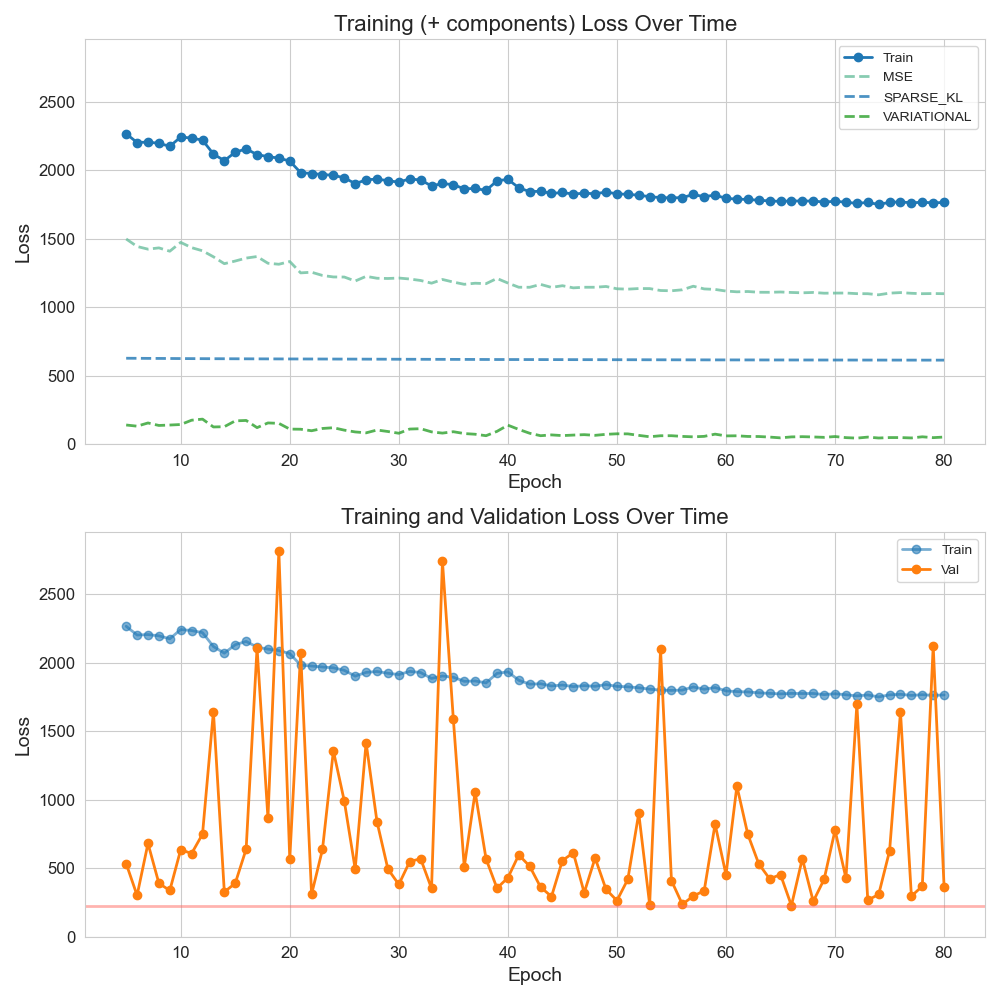 Training (+ components) Loss Over Time
Train
MSE
SPARSE_KL
VARIATIONAL
Loss
2500
2000
1500
1000
500
0
10 20 30 40 50 60 70 80
Epoch
Training and Validation Loss Over Time
Train
Val
Loss
2500
2000
1500
1000
500
0
10 20 30 40 50 60 70 80
Epoch